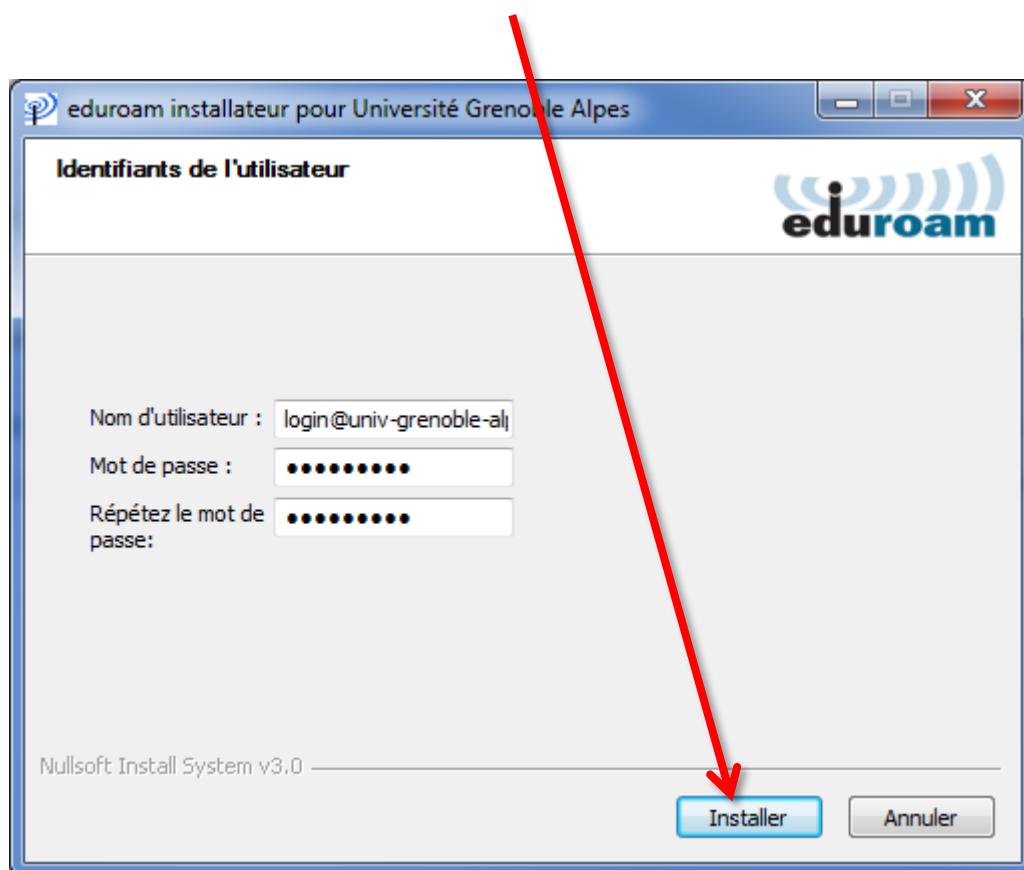 eduroam installateur pour Université Grenoble Alpes
Identifiants de l'utilisateur
eduroam
Nom d'utilisateur :
login@univ-grenoble-al
Mot de passe :
•••••••••
Répétez le mot de
passe:
•••••••••
Nullsoft Install System v3.0
Installer
Annuler